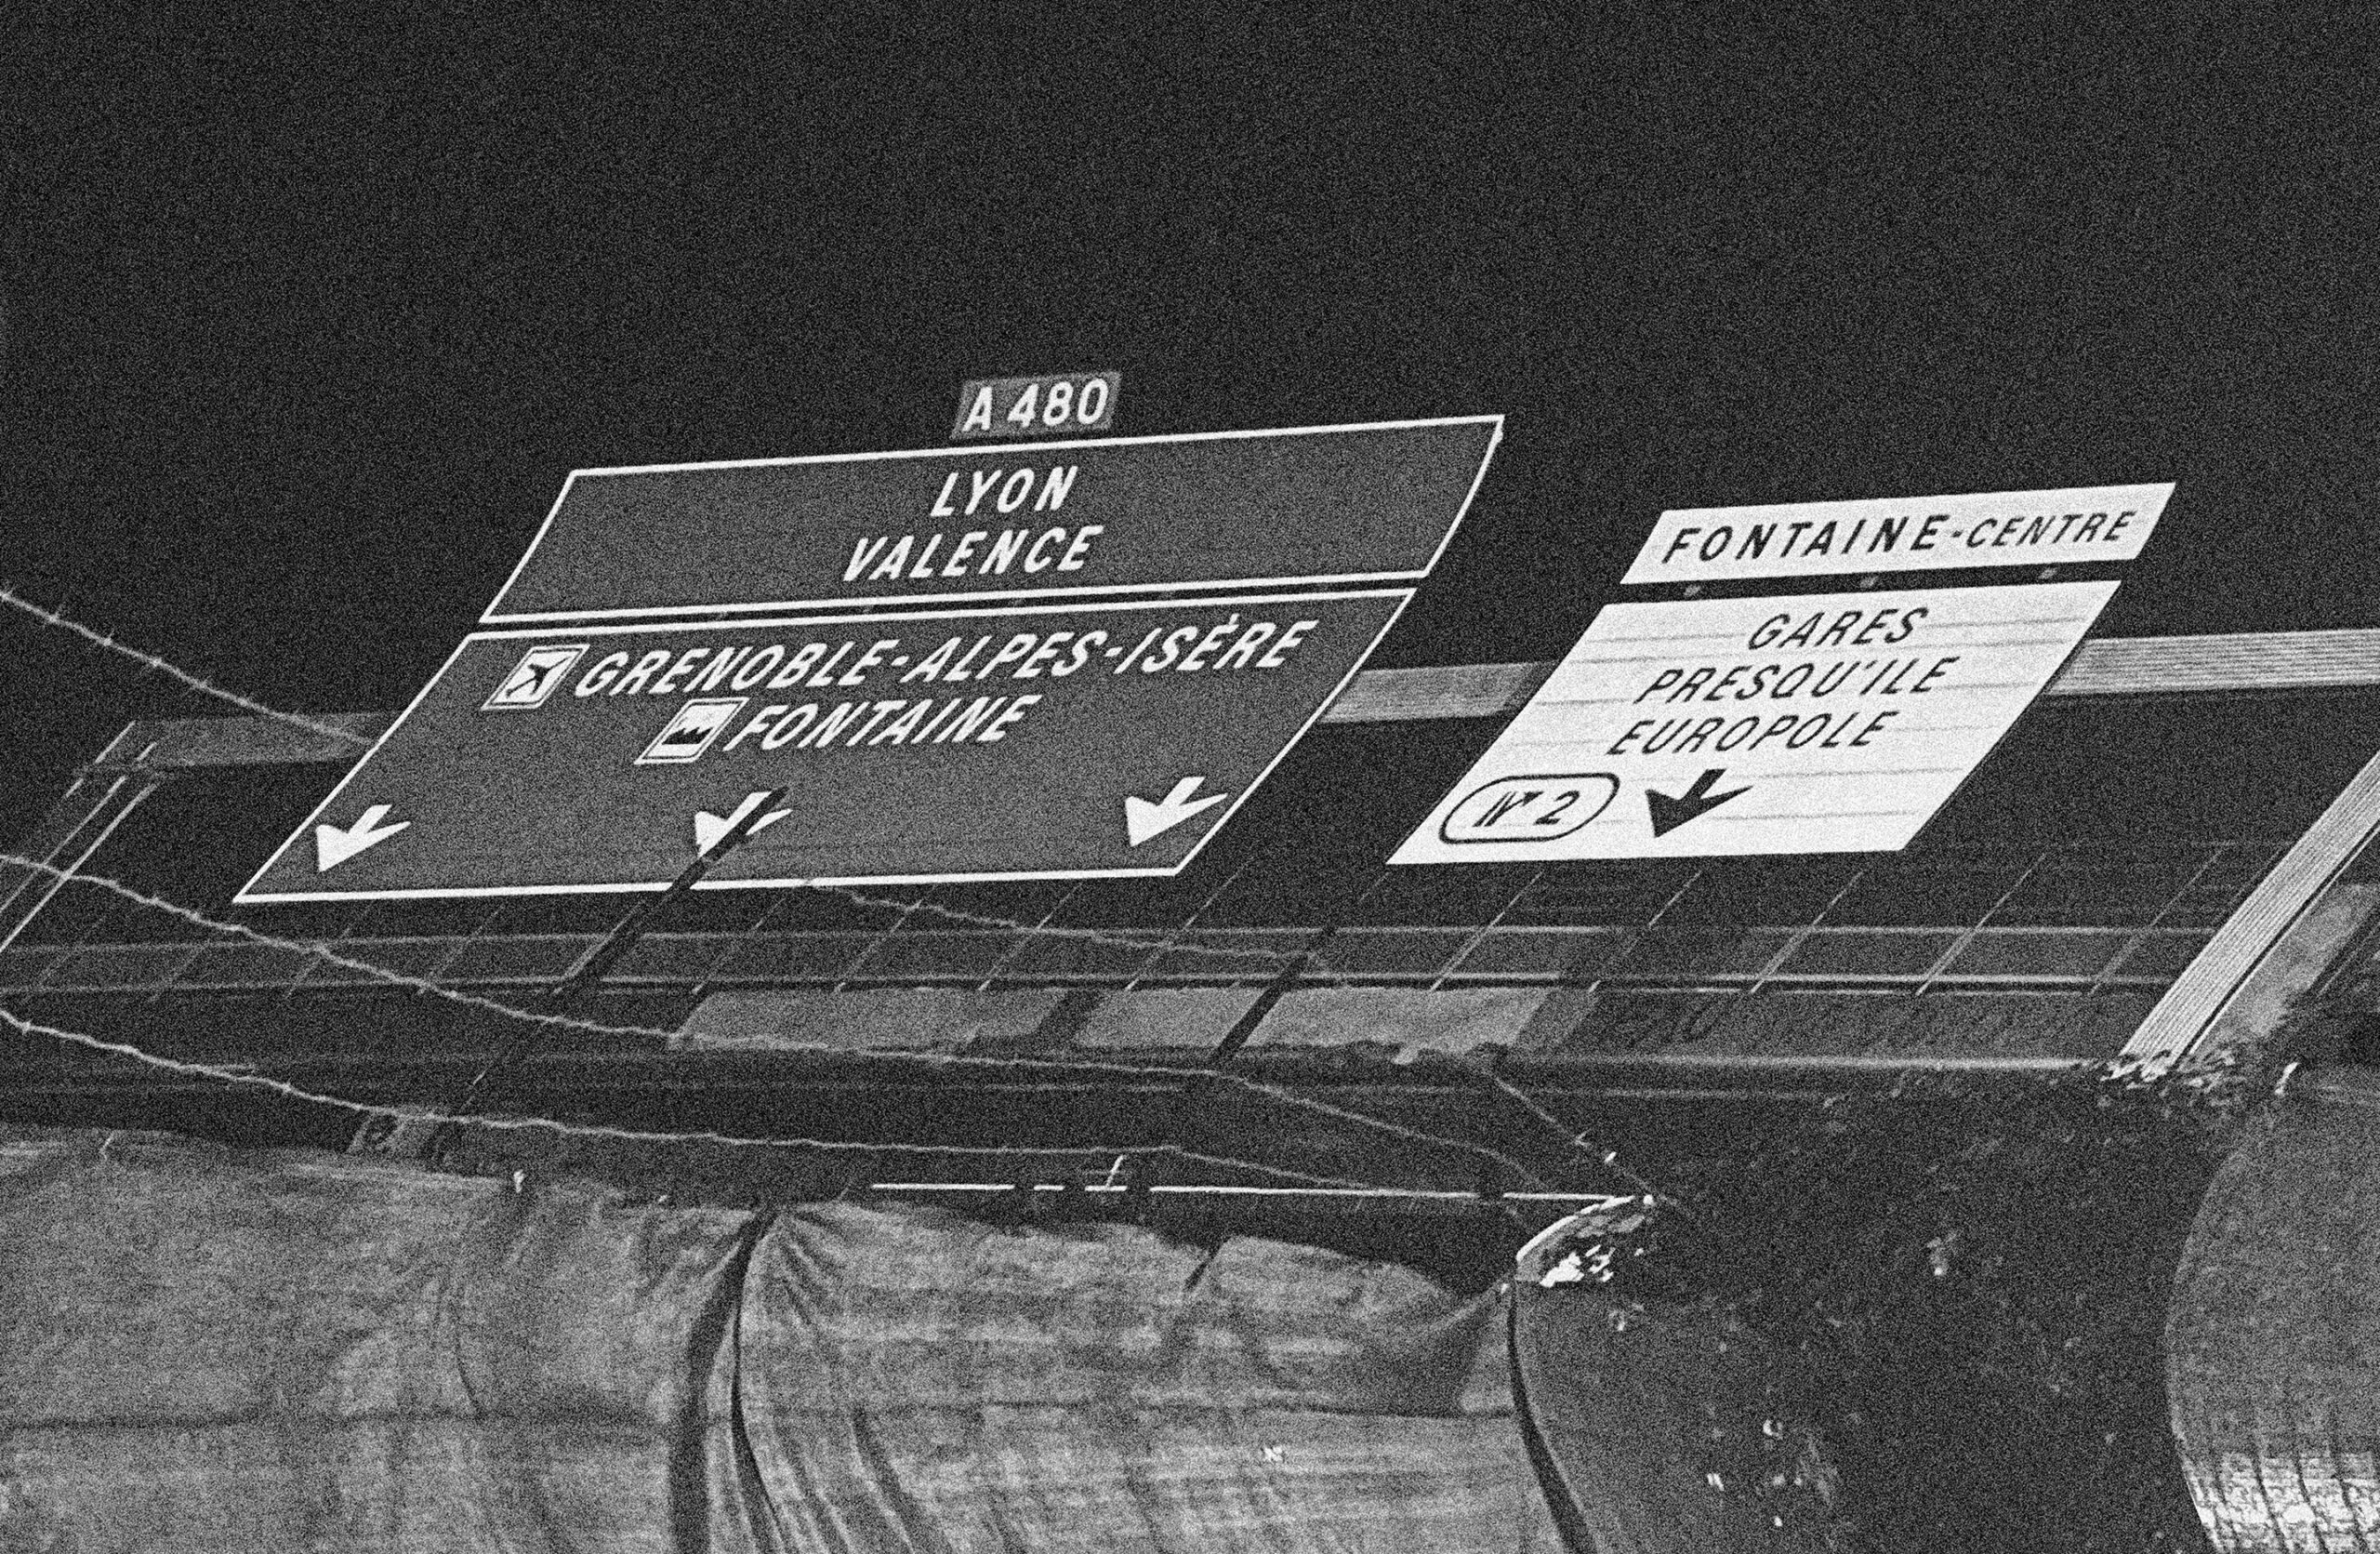 A 480
LYON
VALENCE
GRENOBLE-ALPES-ISÈRE
FONTAINE
FONTAINE-CENTRE
GARES
PRESQU'ILE
EUROPOLE
N 2